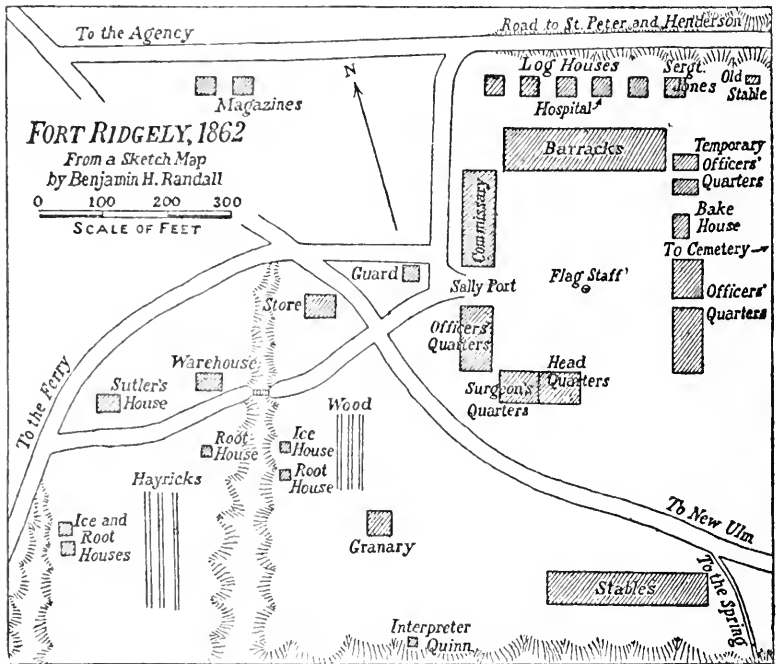 To the Agency
Road to St. Peter and Henderson
Magazines
N
Log Houses
Sergt.
Jones
Old
Stable
Hospital
FORT RIDGELY, 1862
From a Sketch Map
by Benjamin H. Randall
0 100 200 300
SCALE OF FEET
Barracks
Temporary
Officers'
Quarters
Commissary
Bake
House
To Cemetery
Guard
Sally Port
Flag Staff
Officers'
Quarters
Store
Officers'
Quarters
Warehouse
Head
Quarters
Surgeon's
Quarters
Sutler's
House
To the Ferry
Wood
Root
House
Ice
House
Root
House
Hayricks
Ice and
Root
Houses
Granary
To New Ulm
To the Spring
Stables
Interpreter
Quinn